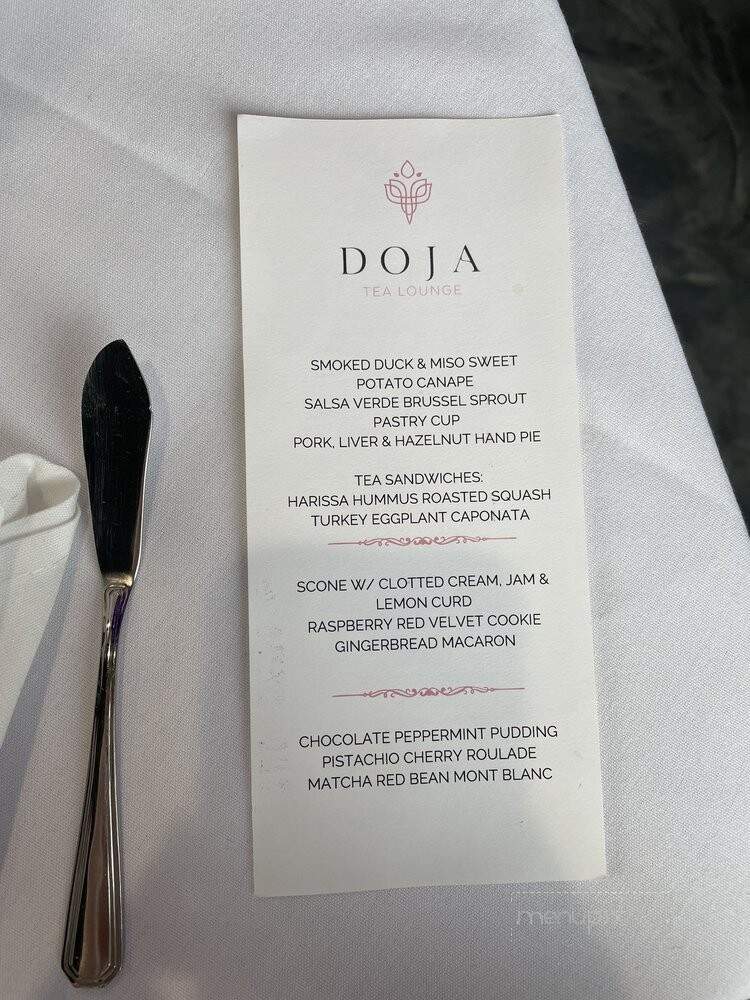 DOJA
TEA LOUNGE
SMOKED DUCK & MISO SWEET
POTATO CANAPE
SALSA VERDE BRUSSEL SPROUT
PASTRY CUP
PORK, LIVER & HAZELNUT HAND PIE
TEA SANDWICHES:
HARISSA HUMMUS ROASTED SQUASH
TURKEY EGGPLANT CAPONATA
SCONE W/ CLOTTED CREAM, JAM &
LEMON CURD
RASPBERRY RED VELVET COOKIE
GINGERBREAD MACARON
CHOCOLATE PEPPERMINT PUDDING
PISTACHIO CHERRY ROULADE
MATCHA RED BEAN MONT BLANC